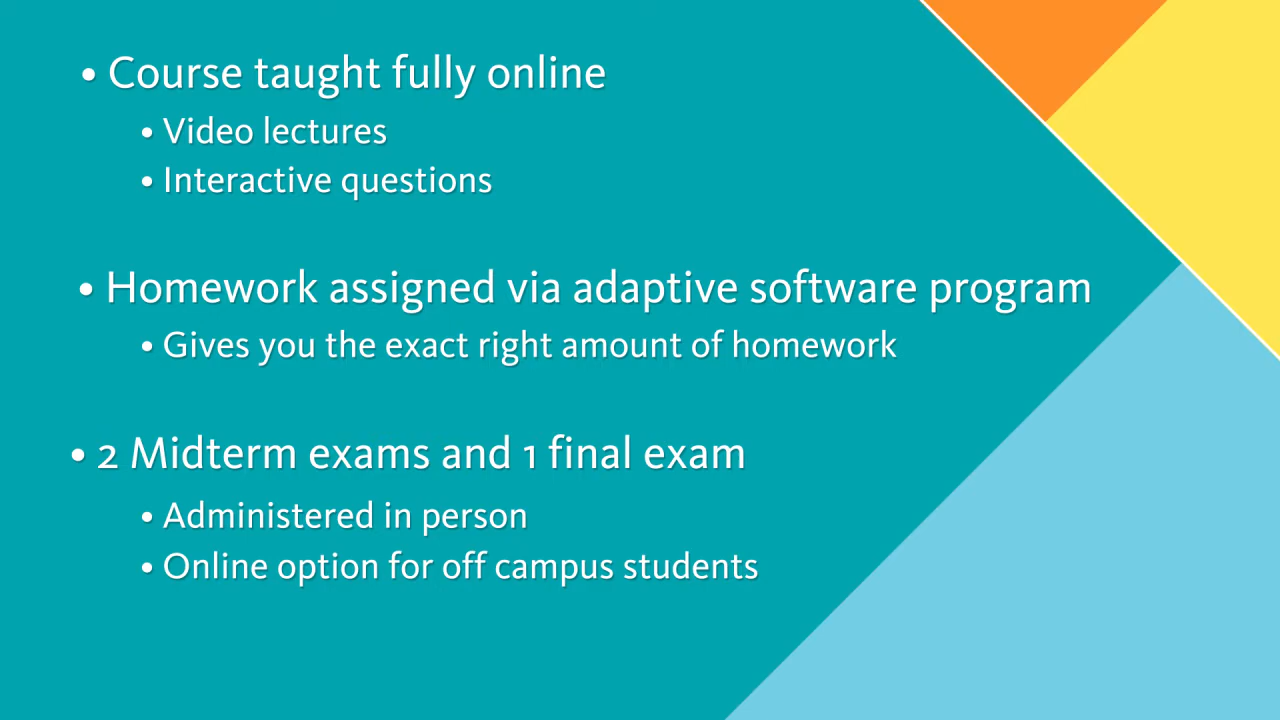 • Course taught fully online
• Video lectures
• Interactive questions
• Homework assigned via adaptive software program
• Gives you the exact right amount of homework
• 2 Midterm exams and 1 final exam
• Administered in person
• Online option for off campus students